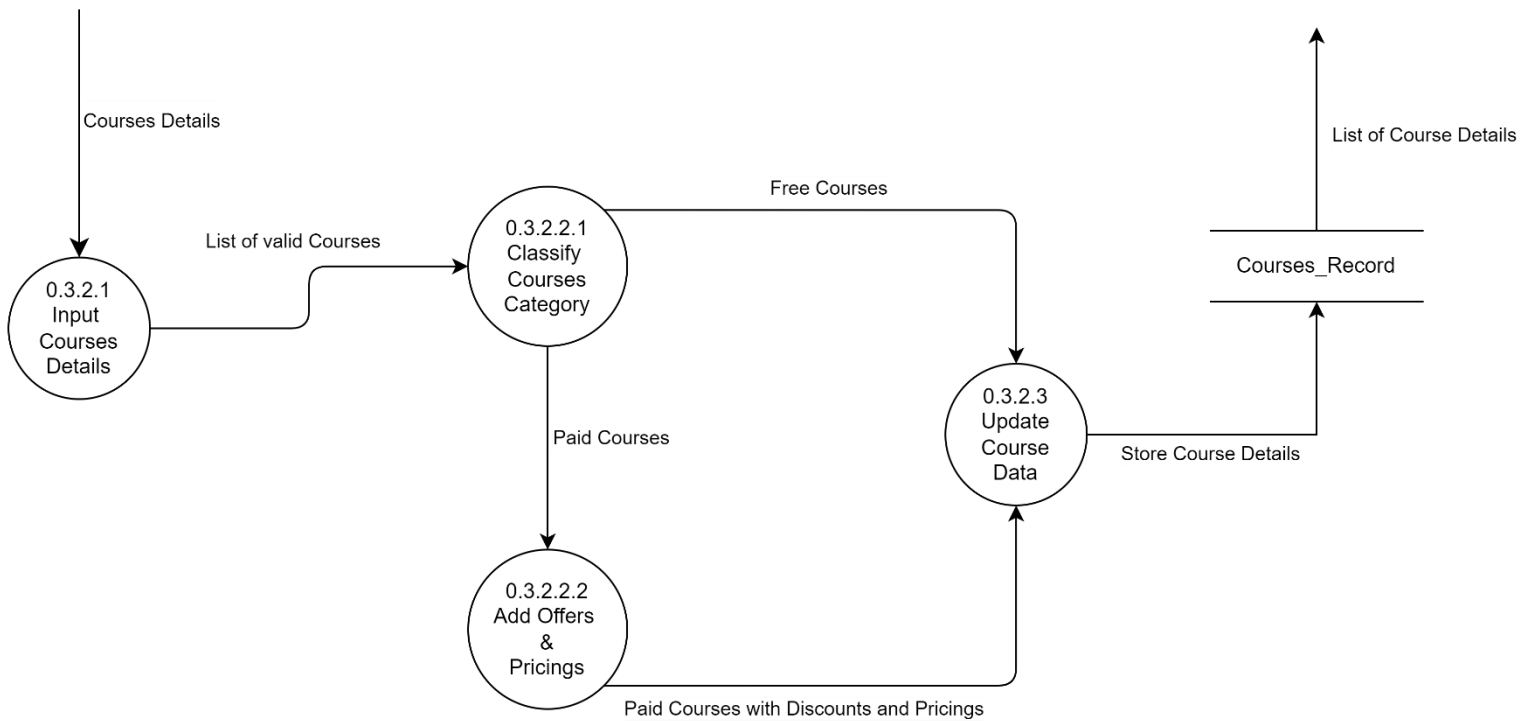 Courses Details
List of Course Details
Free Courses
0.3.2.2.1
Classify
Courses
Category
List of valid Courses
Courses_Record
0.3.2.1
Input
Courses
Details
0.3.2.3
Update
Course
Data
Paid Courses
Store Course Details
0.3.2.2.2
Add Offers
&
Pricings
Paid Courses with Discounts and Pricings